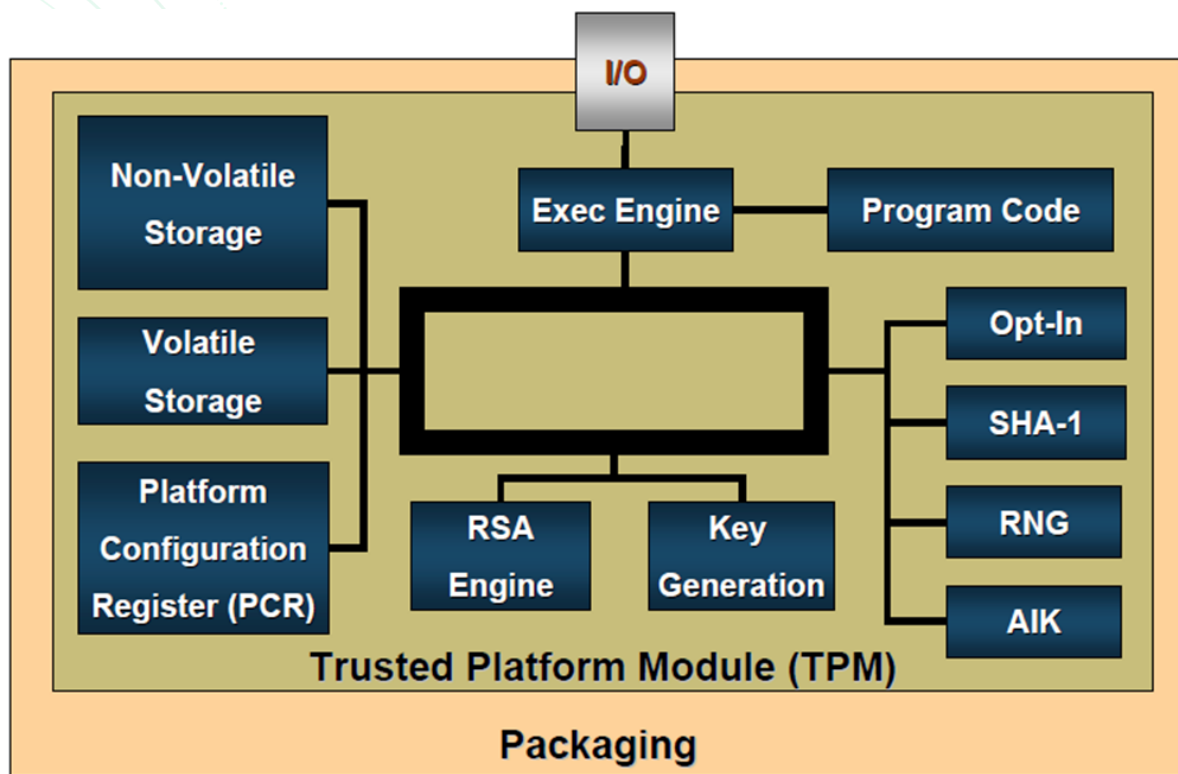 I/O
Non-Volatile
Storage
Exec Engine
Program Code
Volatile
Storage
Opt-In
SHA-1
Platform
Configuration
Register (PCR)
RSA
Engine
Key
Generation
RNG
AIK
Trusted Platform Module (TPM)
Packaging